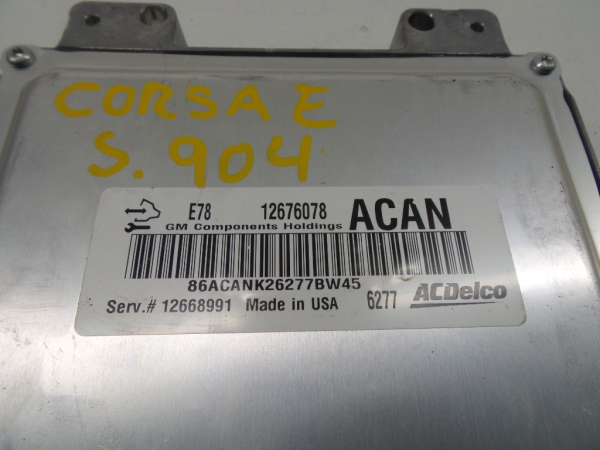 CORSA E
S. 904
E78 12676078 ACAN
GM Components Holdings
86ACANK26277BW45
Serv.# 12668991 Made in USA 6277 ACDelco